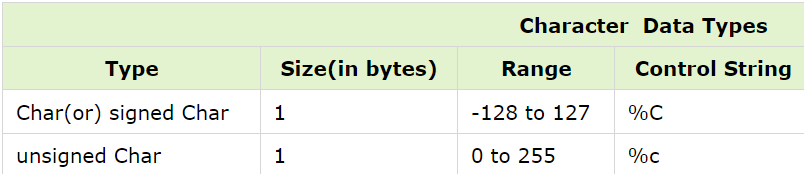 Character Data Types
Type Size(in bytes) Range Control String
Char(or) signed Char 1 -128 to 127 %C
unsigned Char 1 0 to 255 %c